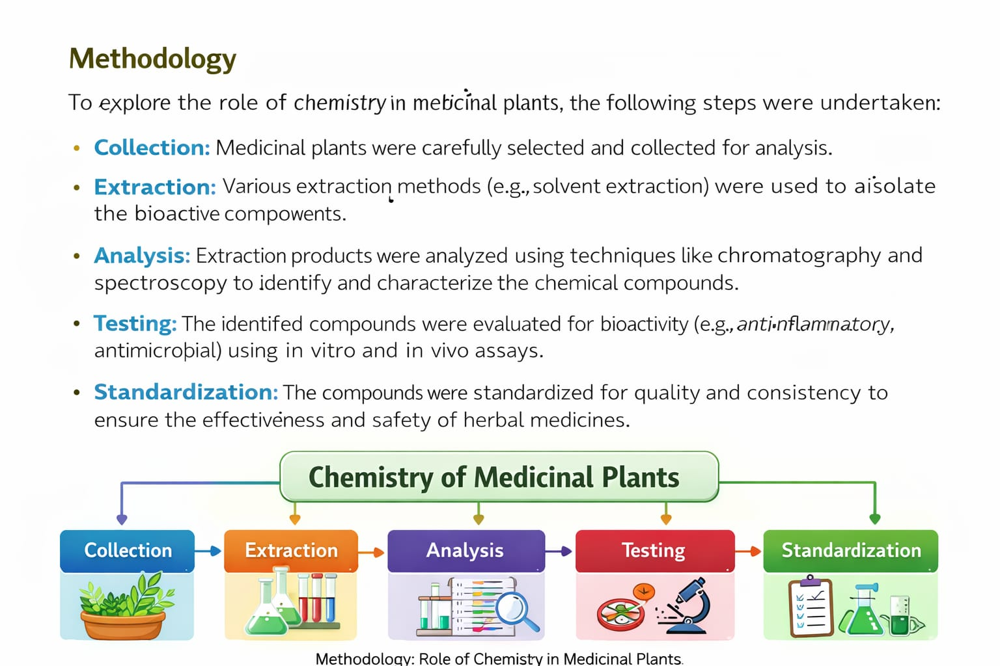 Methodology
To explore the role of chemistry in mebicinal plants, the following steps were undertaken:
• Collection: Medicinal plants were carefully selected and collected for analysis.
• Extraction: Various extraction methods (e.g., solvent extraction) were used to aisolate
the bioactive compowents.
• Analysis: Extraction products were analyzed using techniques like chromatography and
spectroscopy to identify and characterize the chemical compounds.
• Testing: The identifed compounds were evaluated for bioactivity (e.g., antiinflammatory,
antimicrobial) using in vitro and in vivo assays.
• Standardization: The compounds were standardized for quality and consistency to
ensure the effectiveness and safety of herbal medicines.
Chemistry of Medicinal Plants
Collection
Extraction
Analysis
Testing
Standardization
Methodology: Role of Chemistry in Medicinal Plants.